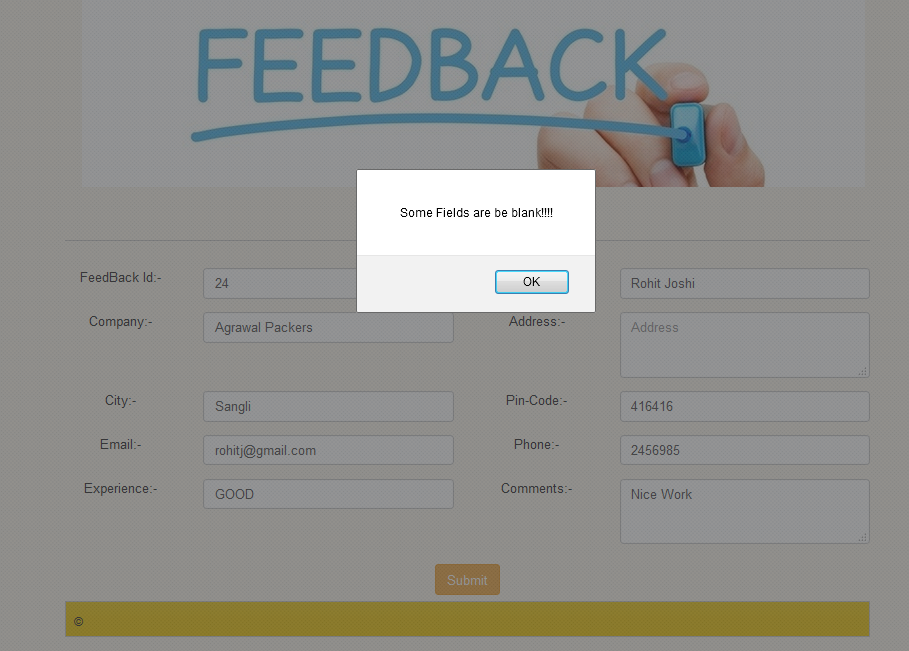 FEEDBACK
Some Fields are be blank!!!!
OK
FeedBack Id:- 24 Rohit Joshi
Company:- Agrawal Packers Address:- Address
City:- Sangli Pin-Code:- 416416
Email:- rohitj@gmail.com Phone:- 2456985
Experience:- GOOD Comments:- Nice Work
Submit
©